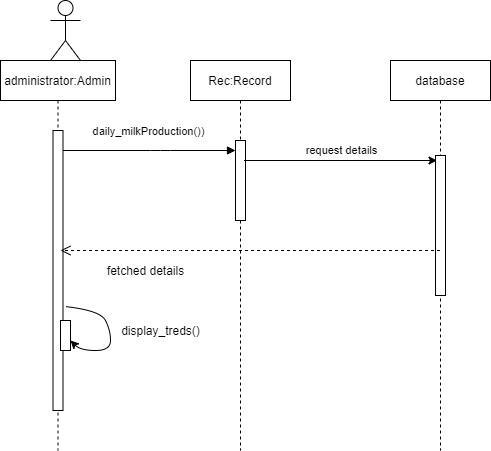 administrator:Admin
Rec:Record
database
daily_milkProduction())
request details
fetched details
display_treds()